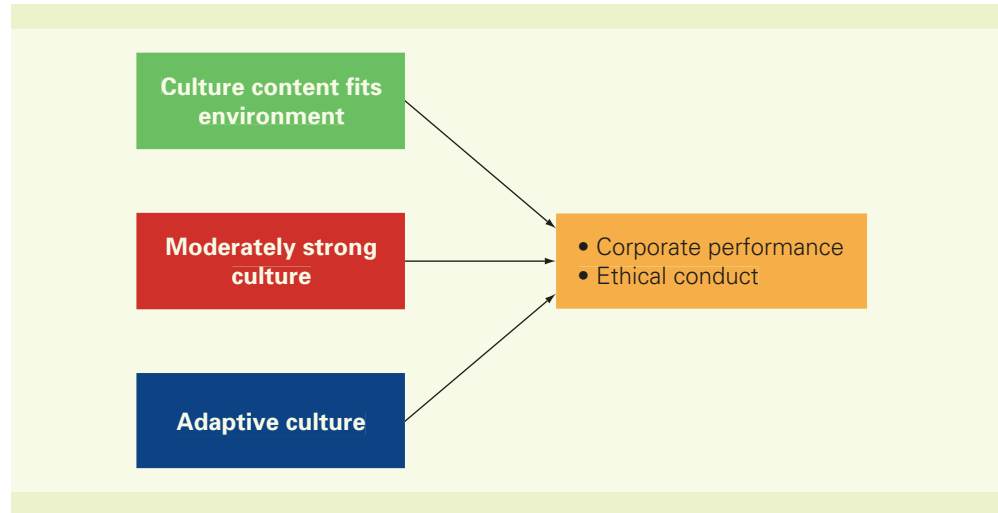 Culture content fits
environment
Moderately strong
culture
• Corporate performance
• Ethical conduct
Adaptive culture